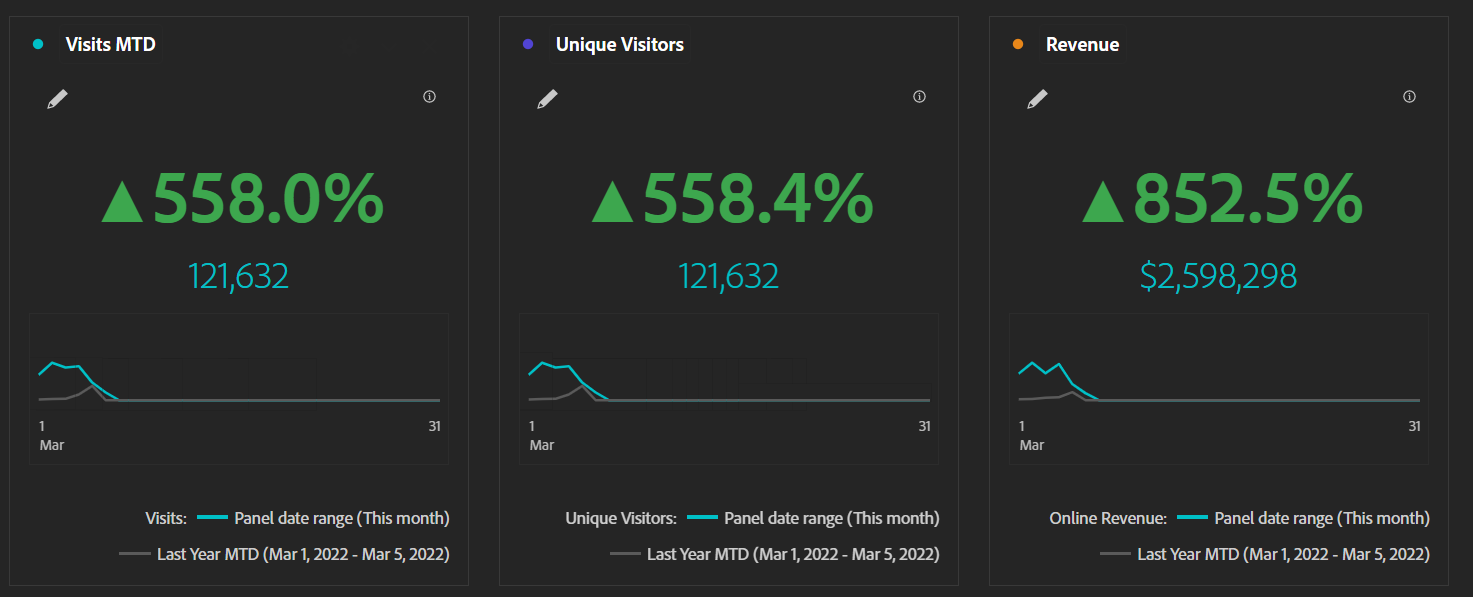 Visits MTD
▲558.0%
121,632
1
31
Mar
Visits: Panel date range (This month)
Last Year MTD (Mar 1, 2022 - Mar 5, 2022)
Unique Visitors
▲558.4%
121,632
1
31
Mar
Unique Visitors: Panel date range (This month)
Last Year MTD (Mar 1, 2022 - Mar 5, 2022)
Revenue
▲852.5%
$2,598,298
1
31
Mar
Online Revenue: Panel date range (This month)
Last Year MTD (Mar 1, 2022 - Mar 5, 2022)